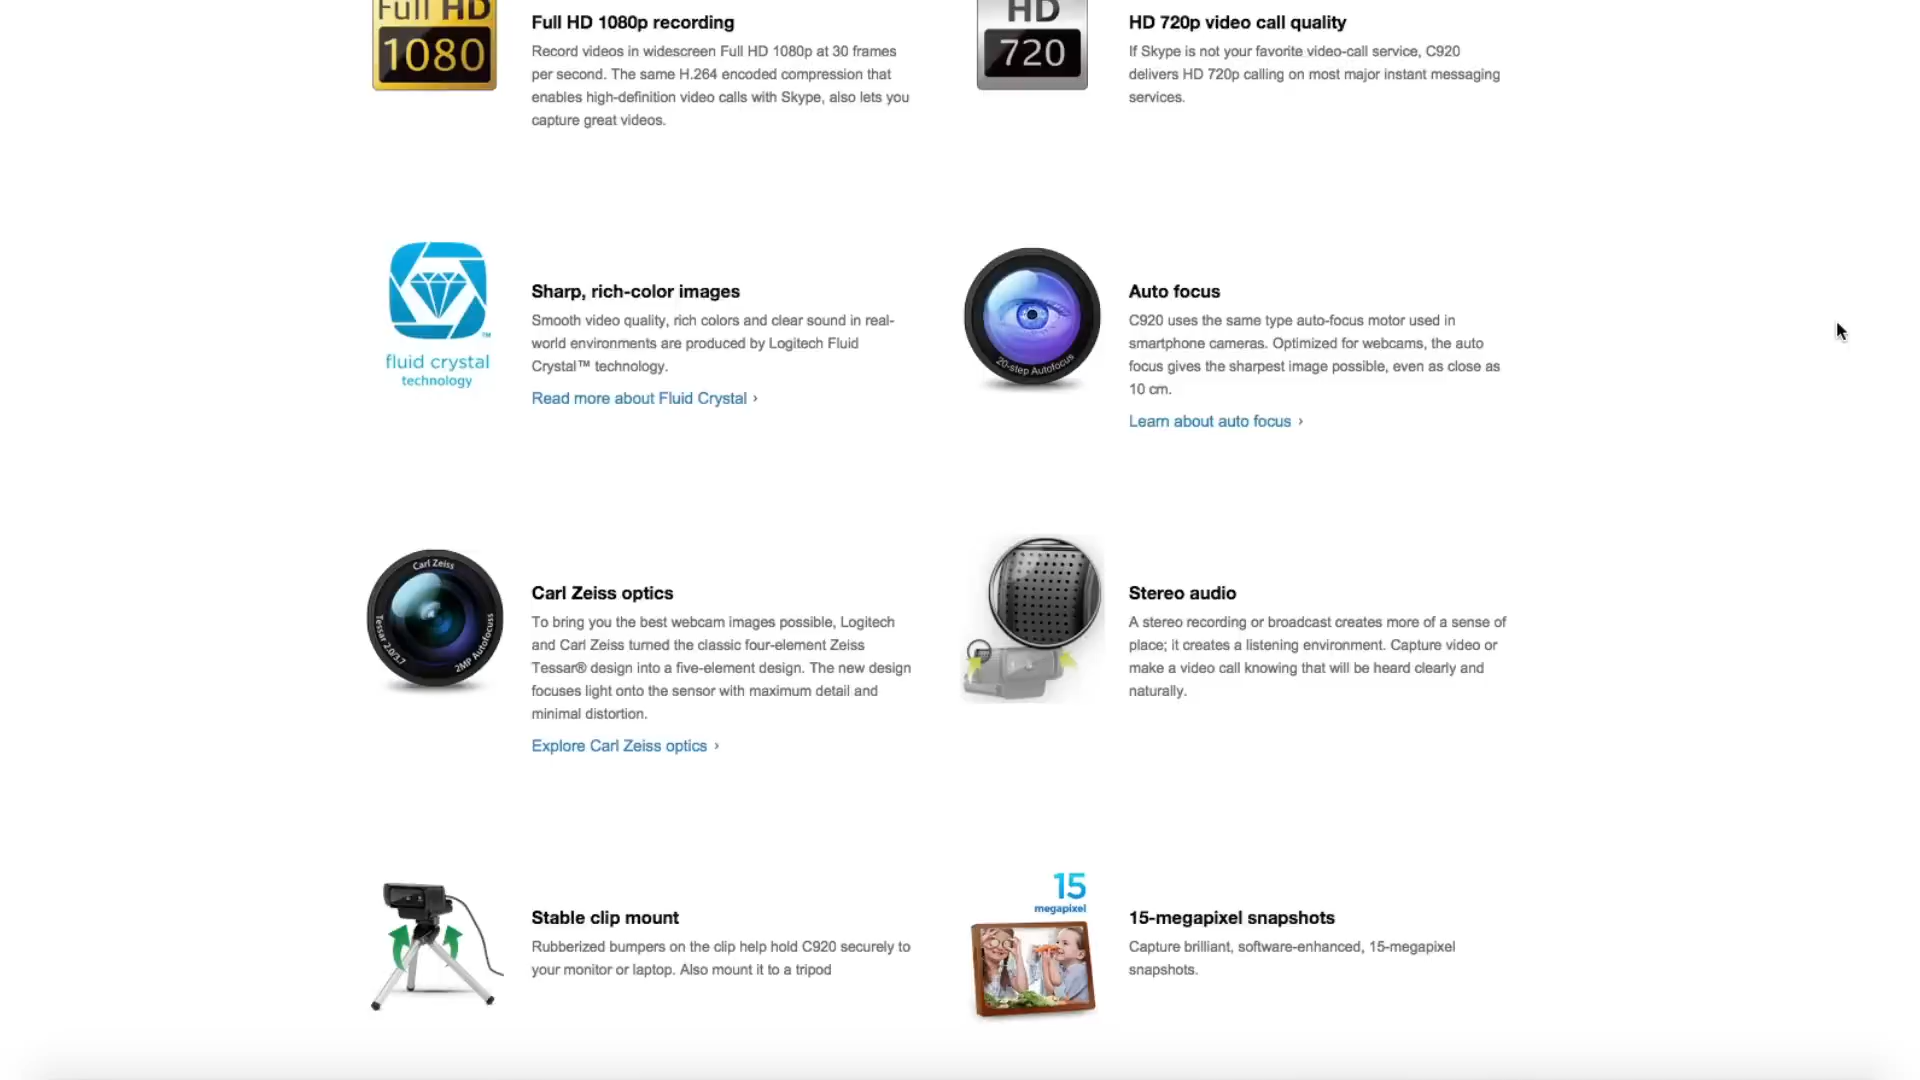 Full HD
1080
Full HD 1080p recording
Record videos in widescreen Full HD 1080p at 30 frames
per second. The same H.264 encoded compression that
enables high-definition video calls with Skype, also lets you
capture great videos.
HD
720
HD 720p video call quality
If Skype is not your favorite video-call service, C920
delivers HD 720p calling on most major instant messaging
services.
TM
fluid crystal
technology
Sharp, rich-color images
Smooth video quality, rich colors and clear sound in real-
world environments are produced by Logitech Fluid
Crystal™ technology.
Read more about Fluid Crystal ›
20-step Autofocus
Auto focus
C920 uses the same type auto-focus motor used in
smartphone cameras. Optimized for webcams, the auto
focus gives the sharpest image possible, even as close as
10 cm.
Learn about auto focus ›
Carl Zeiss
Tessar 2.0/3.7
2MP Autofocuss
Carl Zeiss optics
To bring you the best webcam images possible, Logitech
and Carl Zeiss turned the classic four-element Zeiss
Tessar® design into a five-element design. The new design
focuses light onto the sensor with maximum detail and
minimal distortion.
Explore Carl Zeiss optics ›
Stereo audio
A stereo recording or broadcast creates more of a sense of
place; it creates a listening environment. Capture video or
make a video call knowing that will be heard clearly and
naturally.
Stable clip mount
Rubberized bumpers on the clip help hold C920 securely to
your monitor or laptop. Also mount it to a tripod
15
megapixel
15-megapixel snapshots
Capture brilliant, software-enhanced, 15-megapixel
snapshots.